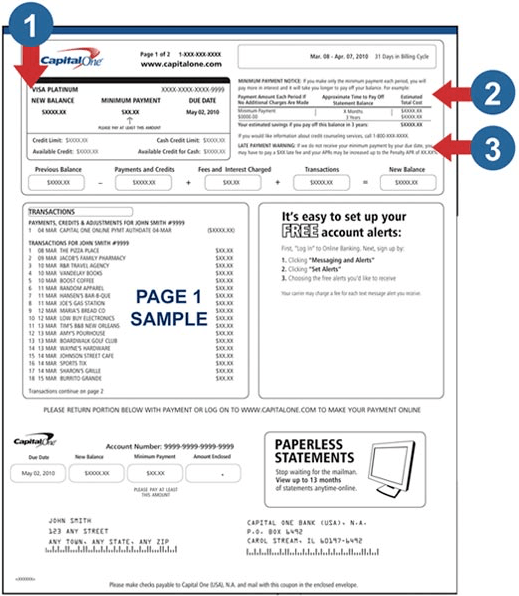 1
Capital One
Page 1 of 2 1-XXX-XXX-XXXX
www.capitalone.com
Mar. 08 - Apr. 07, 2010 31 Days in Billing Cycle
VISA PLATINUM XXXX-XXXX-XXXX-9999
NEW BALANCE MINIMUM PAYMENT DUE DATE
$XXXX.XX $XX.XX May 02, 2010
PLEASE PAY AT LEAST THIS AMOUNT
Credit Limit: $XXXX.XX Cash Credit Limit: $XXXX.XX
Available Credit: $XXXX.XX Available Credit for Cash: $XXXX.XX
MINIMUM PAYMENT NOTICE: If you make only the minimum payment each period, you will
pay more in interest and it will take you longer to pay off your balance. For example:
Payment Amount Each Period if No Additional Charges Are Made Approximate Time to Pay Off Statement Balance Estimated Total Cost
Minimum Payment X Months $XXXX.XX
$0000.00 3 Years $XXXX.XX
Your estimated savings if you pay off this balance in 3 years: $XXXX.XX
If you would like information about credit counseling services, call 1-800-XXX-XXXX.
LATE PAYMENT WARNING: If we do not receive your minimum payment by your due date, you
may have to pay a $XX late fee and your APRs may be increased up to the Penalty APR of XX.XX%.
2
3
Previous Balance Payments and Credits Fees and Interest Charged Transactions New Balance
$XXXX.XX - $XXXX.XX + $XX.XX + $XXXX.XX = $XXXX.XX
TRANSACTIONS
PAYMENTS, CREDITS & ADJUSTMENTS FOR JOHN SMITH #9999
1 04 MAR CAPITAL ONE ONLINE PYMT AUTHDATE 04-MAR ($XXXX.XX)
TRANSACTIONS FOR JOHN SMITH #9999
1 08 MAR THE PIZZA PLACE $XX.XX
2 09 MAR JACOB'S FAMILY PHARMACY $XX.XX
3 10 MAR R&R TRAVEL AGENCY $XX.XX
4 10 MAR VANDELAY BOOKS $XX.XX
5 10 MAR BOOST COFFEE $XX.XX
6 11 MAR RANDOM APPAREL $XX.XX
7 11 MAR HANSEN'S BAR-B-QUE $XX.XX
8 11 MAR JOE'S GAS STATION $XX.XX
9 12 MAR MARIA'S BREAD CO $XX.XX
10 12 MAR LOW BUY ELECTRONICS $XX.XX
11 13 MAR TIM'S B&B NEW ORLEANS $XX.XX
12 13 MAR AMY'S POURHOUSE $XX.XX
13 13 MAR BOARDWALK GOLF CLUB $XX.XX
14 13 MAR WAYNE'S HARDWARE $XX.XX
15 14 MAR JOHNSON STREET CAFE $XX.XX
16 14 MAR SPORTS TIX $XX.XX
17 14 MAR SHARON'S GRILLE $XX.XX
18 15 MAR BURRITO GRANDE $XX.XX
Transactions continue on page 2
PAGE 1
SAMPLE
It's easy to set up your
FREE account alerts:
First, "Log In" to Online Banking. Next, sign up by:
1. Clicking "Messaging and Alerts"
2. Clicking "Set Alerts"
3. Choosing the free alerts you'd like to receive
Your carrier may charge a fee for each text message alert you receive.
PLEASE RETURN PORTION BELOW WITH PAYMENT OR LOG ON TO WWW.CAPITALONE.COM TO MAKE YOUR PAYMENT ONLINE
Capital One
Account Number: 9999-9999-9999-9999
Due Date New Balance Minimum Payment Amount Enclosed
May 02, 2010 $XXXX.XX $XX.XX .
PLEASE PAY AT LEAST
THIS AMOUNT
PAPERLESS
STATEMENTS
Stop waiting for the mailman.
View up to 13 months
of statements anytime-online.
JOHN SMITH
123 ANY STREET
ANY TOWN, ANY STATE, ANY ZIP
CAPITAL ONE BANK (USA), N.A.
P.O. BOX 6492
CAROL STREAM, IL 60197-6492
Please make checks payable to Capital One (USA), N.A. and mail with this coupon in the enclosed envelope.